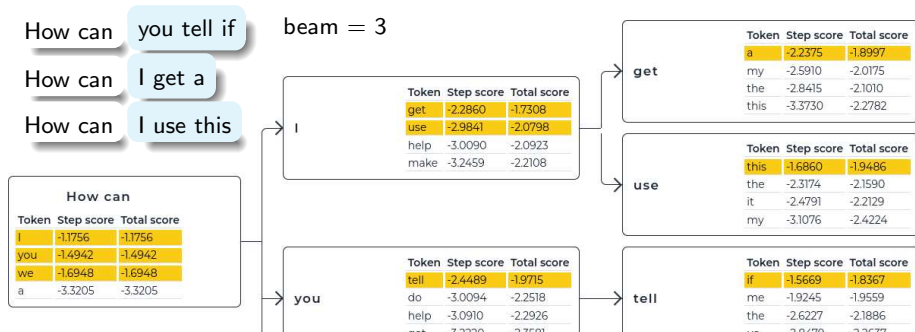 How can you tell if
beam = 3
How can I get a
How can I use this
How can
Token Step score Total score
I -1.1756 -1.1756
you -1.4942 -1.4942
we -1.6948 -1.6948
a -3.3205 -3.3205
I
Token Step score Total score
get -2.2860 -1.7308
use -2.9841 -2.0798
help -3.0090 -2.0923
make -3.2459 -2.2108
you
Token Step score Total score
tell -2.4489 -1.9715
do -3.0094 -2.2518
help -3.0910 -2.2926
get
Token Step score Total score
a -2.2375 -1.8997
my -2.5910 -2.0175
the -2.8415 -2.1010
this -3.3730 -2.2782
use
Token Step score Total score
this -1.6860 -1.9486
the -2.3174 -2.1590
it -2.4791 -2.2129
my -3.1076 -2.4224
tell
Token Step score Total score
if -1.5669 -1.8367
me -1.9245 -1.9559
the -2.6227 -2.1886